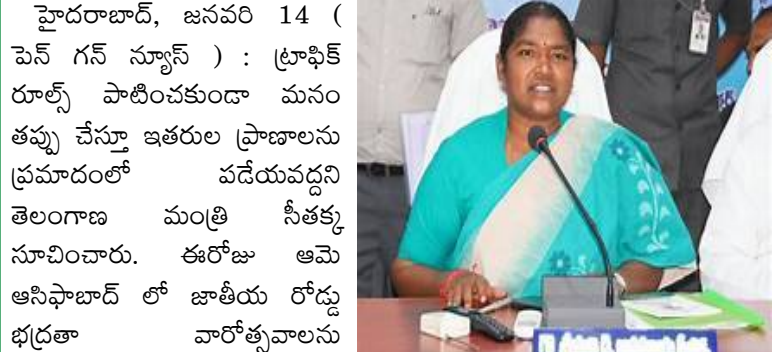 హైదరాబాద్, జనవరి 14 (
పెన్ గన్ న్యూస్ ) : ట్రాఫిక్
రూల్స్ పాటించకుండా మనం
తప్పు చేస్తూ ఇతరుల ప్రాణాలను
ప్రమాదంలో పడేయవద్దని
తెలంగాణ మంత్రి సీతక్క
సూచించారు. ఈరోజు ఆమె
ఆసిఫాబాద్ లో జాతీయ రోడ్డు
భద్రతా వారోత్సవాలను